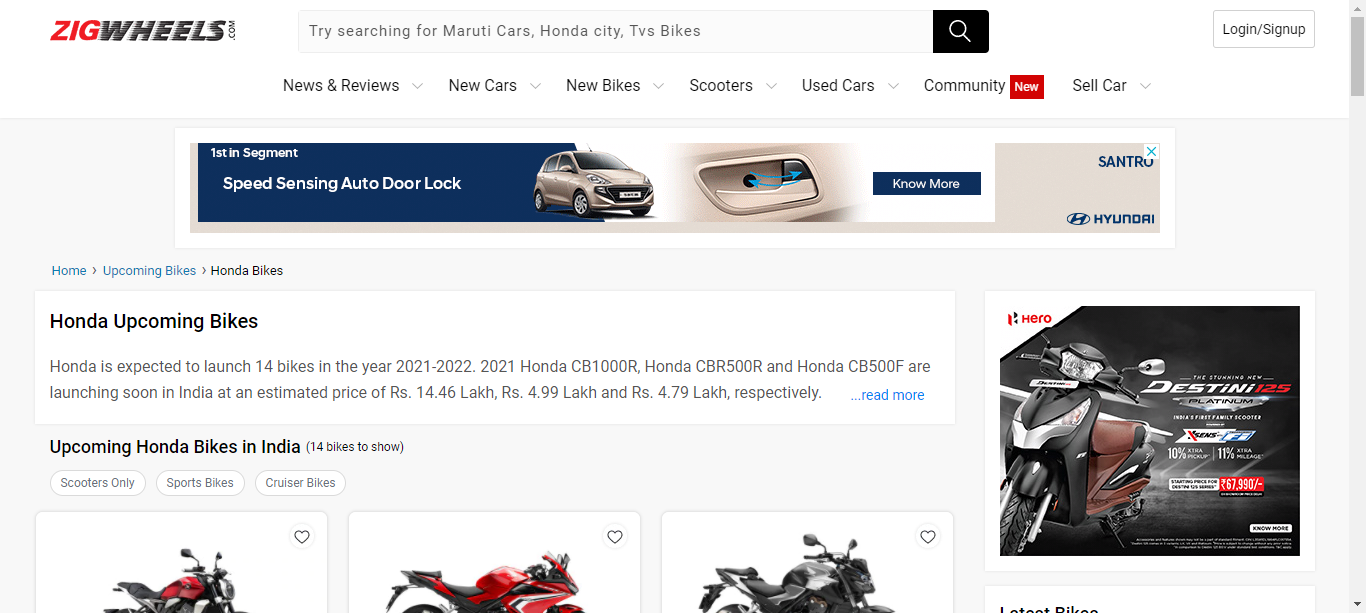 ZIGWHEELS.COM
Try searching for Maruti Cars, Honda city, Tvs Bikes
Login/Signup
News & Reviews
New Cars
New Bikes
Scooters
Used Cars
Community New
Sell Car
1st in Segment
Speed Sensing Auto Door Lock
Know More
SANTRO
HYUNDAI
Home › Upcoming Bikes › Honda Bikes
Honda Upcoming Bikes
Honda is expected to launch 14 bikes in the year 2021-2022. 2021 Honda CB1000R, Honda CBR500R and Honda CB500F are
launching soon in India at an estimated price of Rs. 14.46 Lakh, Rs. 4.99 Lakh and Rs. 4.79 Lakh, respectively. ...read more
Upcoming Honda Bikes in India (14 bikes to show)
Scooters Only
Sports Bikes
Cruiser Bikes
Hero
THE STUNNING NEW
DESTINI 125
PLATINUM
INDIA'S FIRST FAMILY SCOOTER
POWERED BY
XSENS Fi
10% XTRA PICKUP* | 11% XTRA MILEAGE*
STARTING PRICE FOR
DESTINI 125 SERIES* ₹67,990/-
KNOW MORE
Latest Bikes